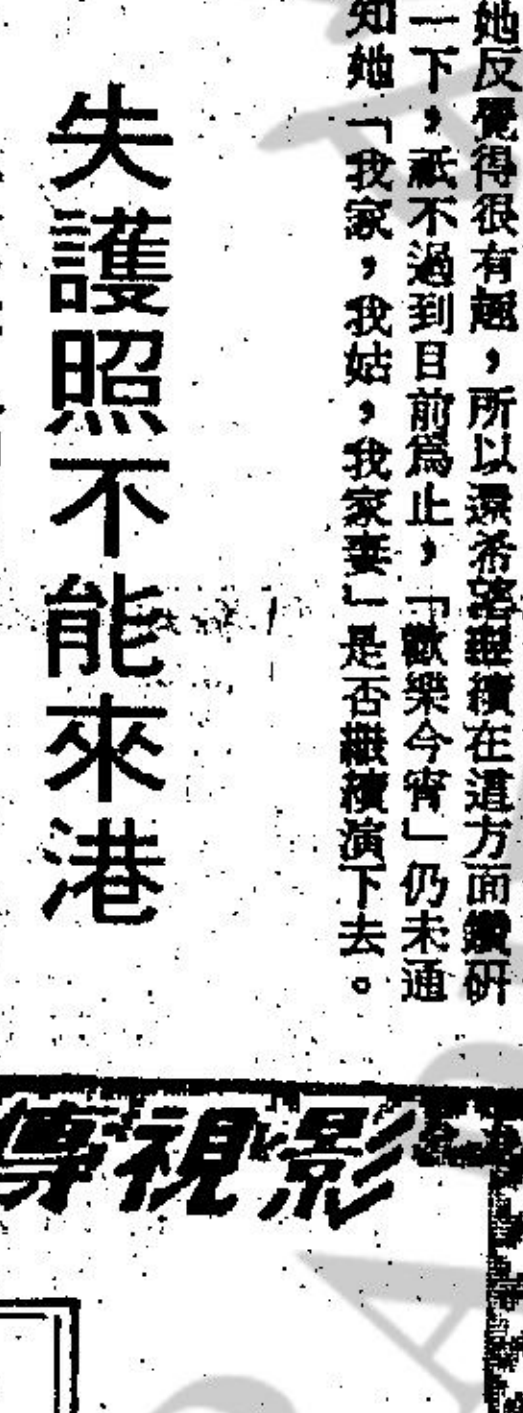 她反覺得很有趣，所以還希望繼續在這方面鑽研
一下，祇不過到目前爲止，「歡樂今宵」仍未通
知她「我家，我姑，我家妻」是否繼續演下去。
失護照不能來港
傳視影